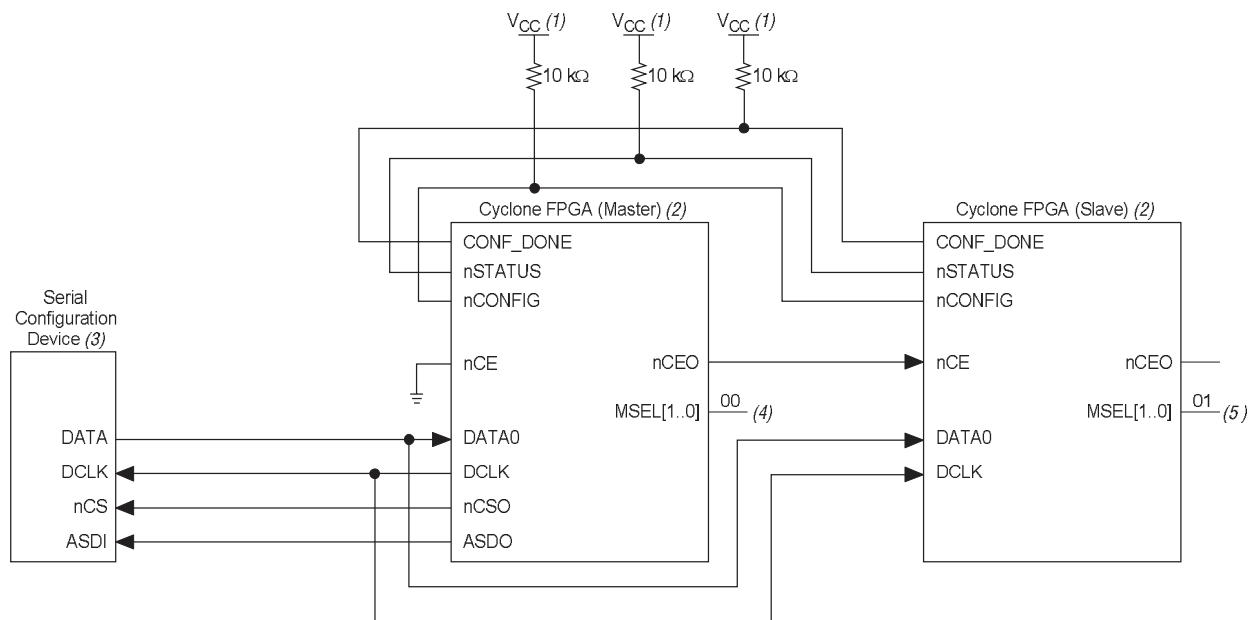 VCC (1) VCC (1) VCC (1)
10 kΩ 10 kΩ 10 kΩ
Cyclone FPGA (Master) (2)
CONF_DONE
nSTATUS
nCONFIG
nCE
nCEO
MSEL[1..0]
00
(4)
DATA0
DCLK
nCSO
ASDO
Cyclone FPGA (Slave) (2)
CONF_DONE
nSTATUS
nCONFIG
nCE
nCEO
MSEL[1..0]
01
(5)
DATA0
DCLK
Serial
Configuration
Device (3)
DATA
DCLK
nCS
ASDI